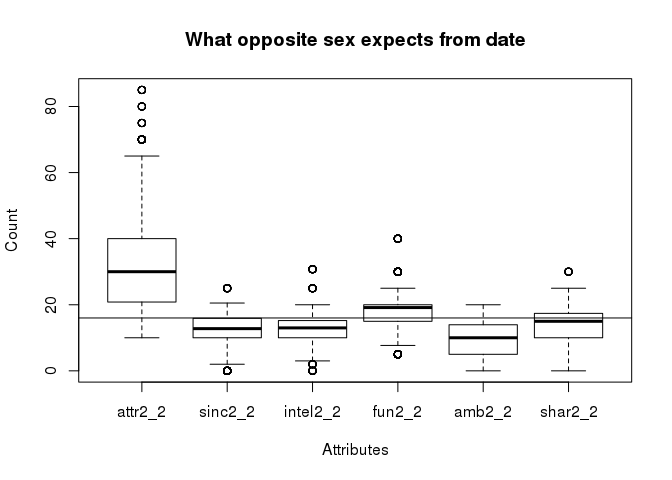 What opposite sex expects from date
Count
80
60
40
20
0
attr2_2 sinc2_2 intel2_2 fun2_2 amb2_2 shar2_2
Attributes